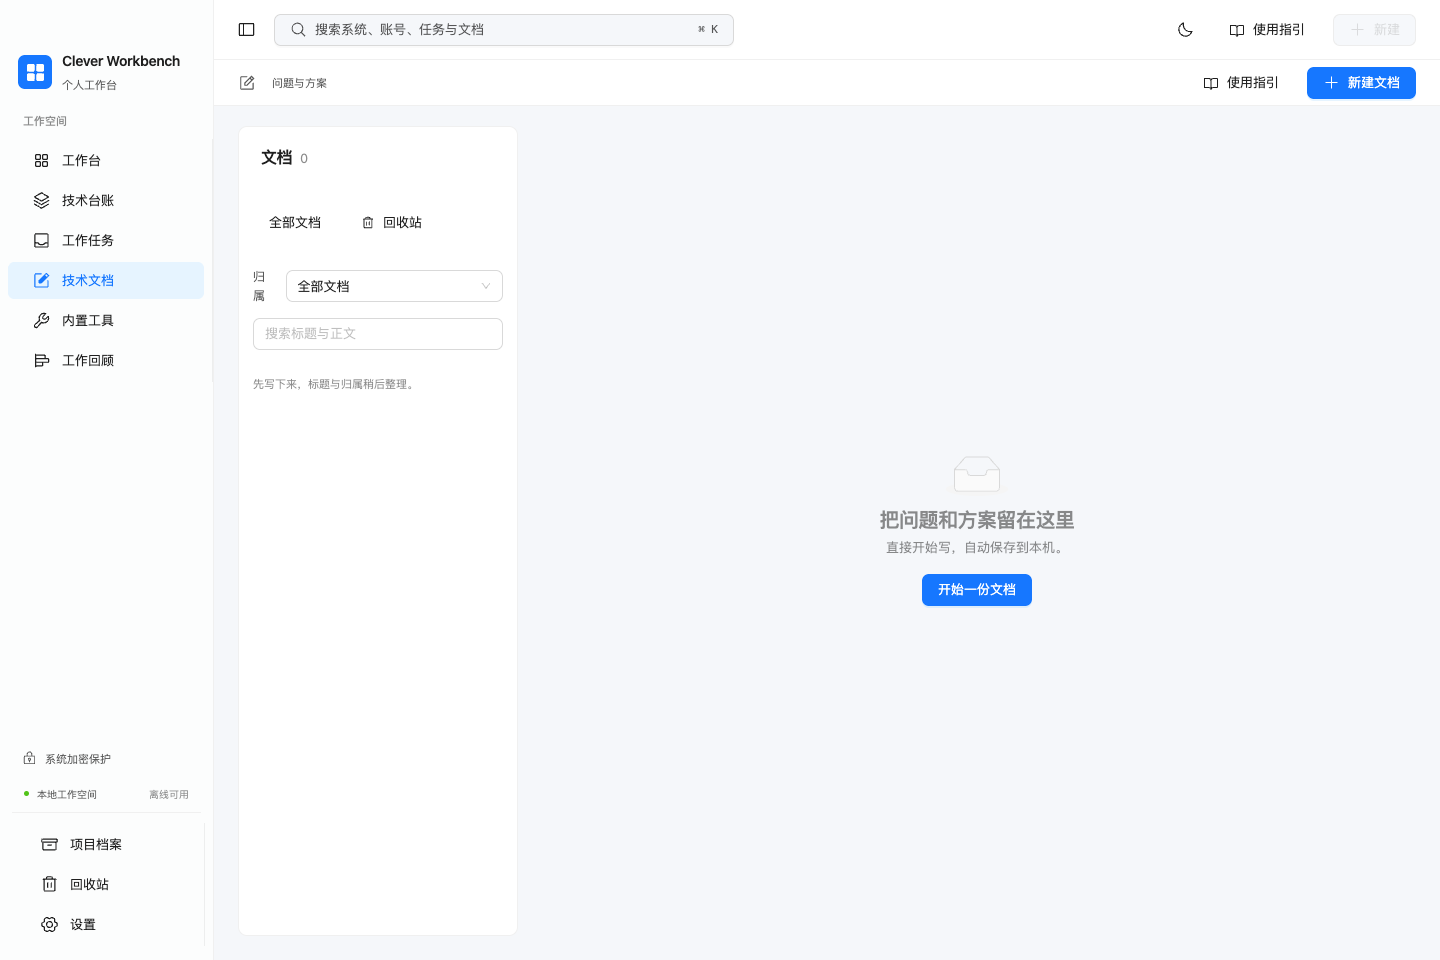 Clever Workbench
个人工作台
工作空间
工作台
技术台账
工作任务
技术文档
内置工具
工作回顾
系统加密保护
本地工作空间 离线可用
项目档案
回收站
设置
搜索系统、账号、任务与文档 ⌘ K
使用指引
新建
问题与方案
使用指引
新建文档
文档 0
全部文档 回收站
归属 全部文档
搜索标题与正文
先写下来，标题与归属稍后整理。
把问题和方案留在这里
直接开始写，自动保存到本机。
开始一份文档